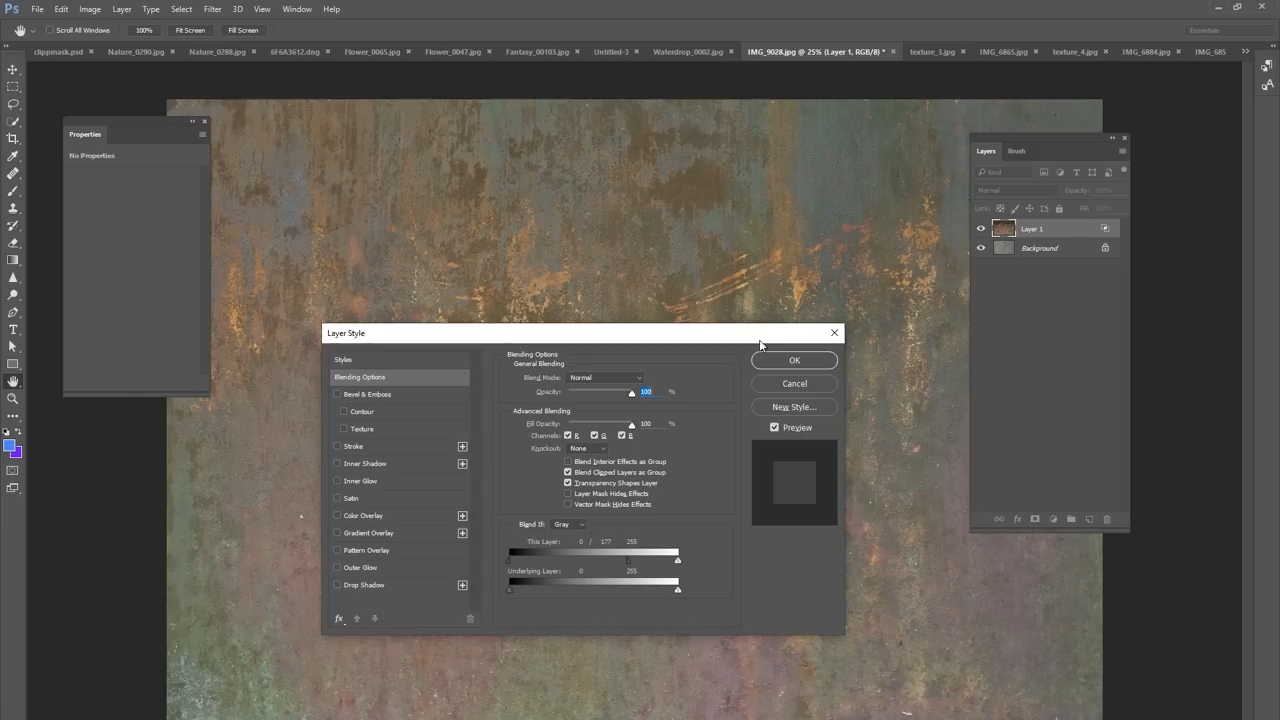 Ps File Edit Image Layer Type Select Filter 3D View Window Help
Scroll All Windows 100% Fit Screen Fill Screen Essentials
clippmask.psd Nature_0290.jpg Nature_0288.jpg 6F6A3612.dng Flower_0065.jpg Flower_0047.jpg Fantasy_00103.jpg Untitled-3 Waterdrop_0002.jpg IMG_9028.jpg @ 25% (Layer 1, RGB/8) * texture_3.jpg IMG_6865.jpg texture_4.jpg IMG_6884.jpg IMG_685
Properties
No Properties
Layers Brush
Kind
Normal Opacity: 100%
Lock: Fill: 100%
Layer 1
Background
Layer Style
Styles
Blending Options
Bevel & Emboss
Contour
Texture
Stroke
Inner Shadow
Inner Glow
Satin
Color Overlay
Gradient Overlay
Pattern Overlay
Outer Glow
Drop Shadow
fx
Blending Options
General Blending
Blend Mode: Normal
Opacity: 100 %
Advanced Blending
Fill Opacity: 100 %
Channels: R G B
Knockout: None
Blend Interior Effects as Group
Blend Clipped Layers as Group
Transparency Shapes Layer
Layer Mask Hides Effects
Vector Mask Hides Effects
Blend If: Gray
This Layer: 0 / 177 255
Underlying Layer: 0 255
OK
Cancel
New Style...
Preview
fx